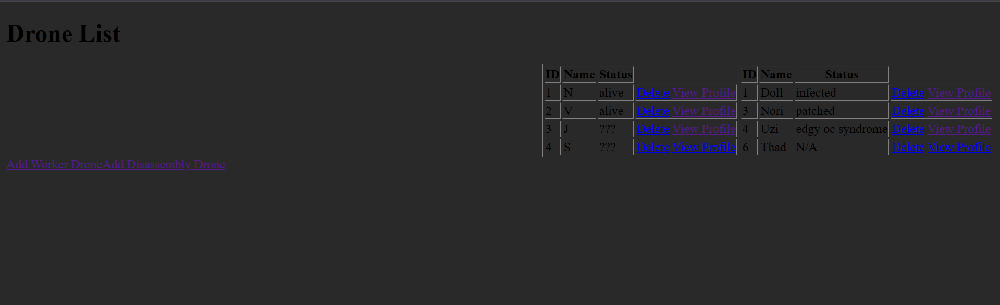 Drone List
ID Name Status ID Name Status
1 N alive Delete View Profile 1 Doll infected Delete View Profile
2 V alive Delete View Profile 3 Nori patched Delete View Profile
3 J ??? Delete View Profile 4 Uzi edgy oc syndrome Delete View Profile
4 S ??? Delete View Profile 6 Thad N/A Delete View Profile
Add Worker DroneAdd Disassembly Drone